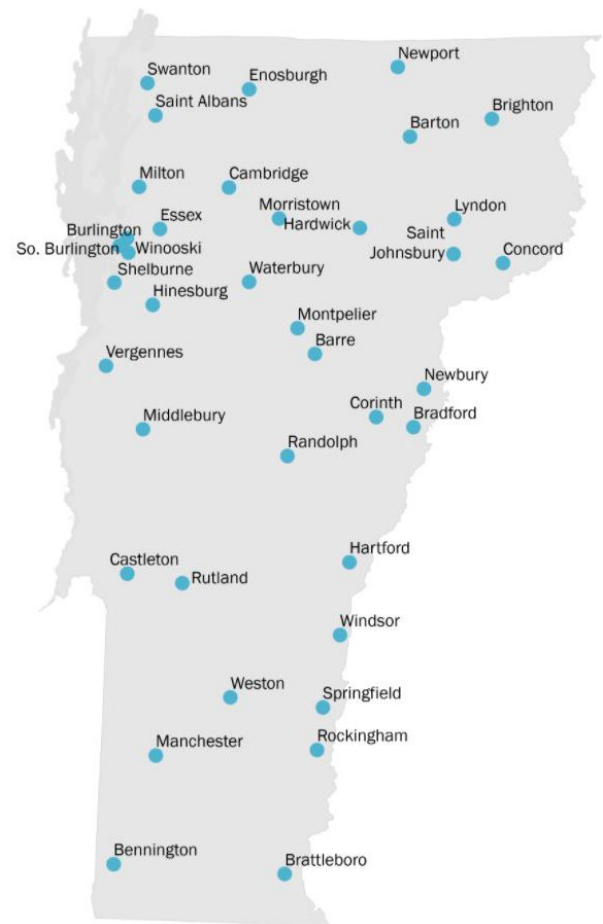 Newport
Swanton
Enosburgh
Saint Albans
Brighton
Barton
Milton
Cambridge
Morristown
Essex
Hardwick
Lyndon
Burlington
So. Burlington
Winooski
Saint
Johnsbury
Concord
Shelburne
Waterbury
Hinesburg
Montpelier
Barre
Vergennes
Newbury
Corinth
Bradford
Middlebury
Randolph
Hartford
Castleton
Rutland
Windsor
Weston
Springfield
Manchester
Rockingham
Bennington
Brattleboro